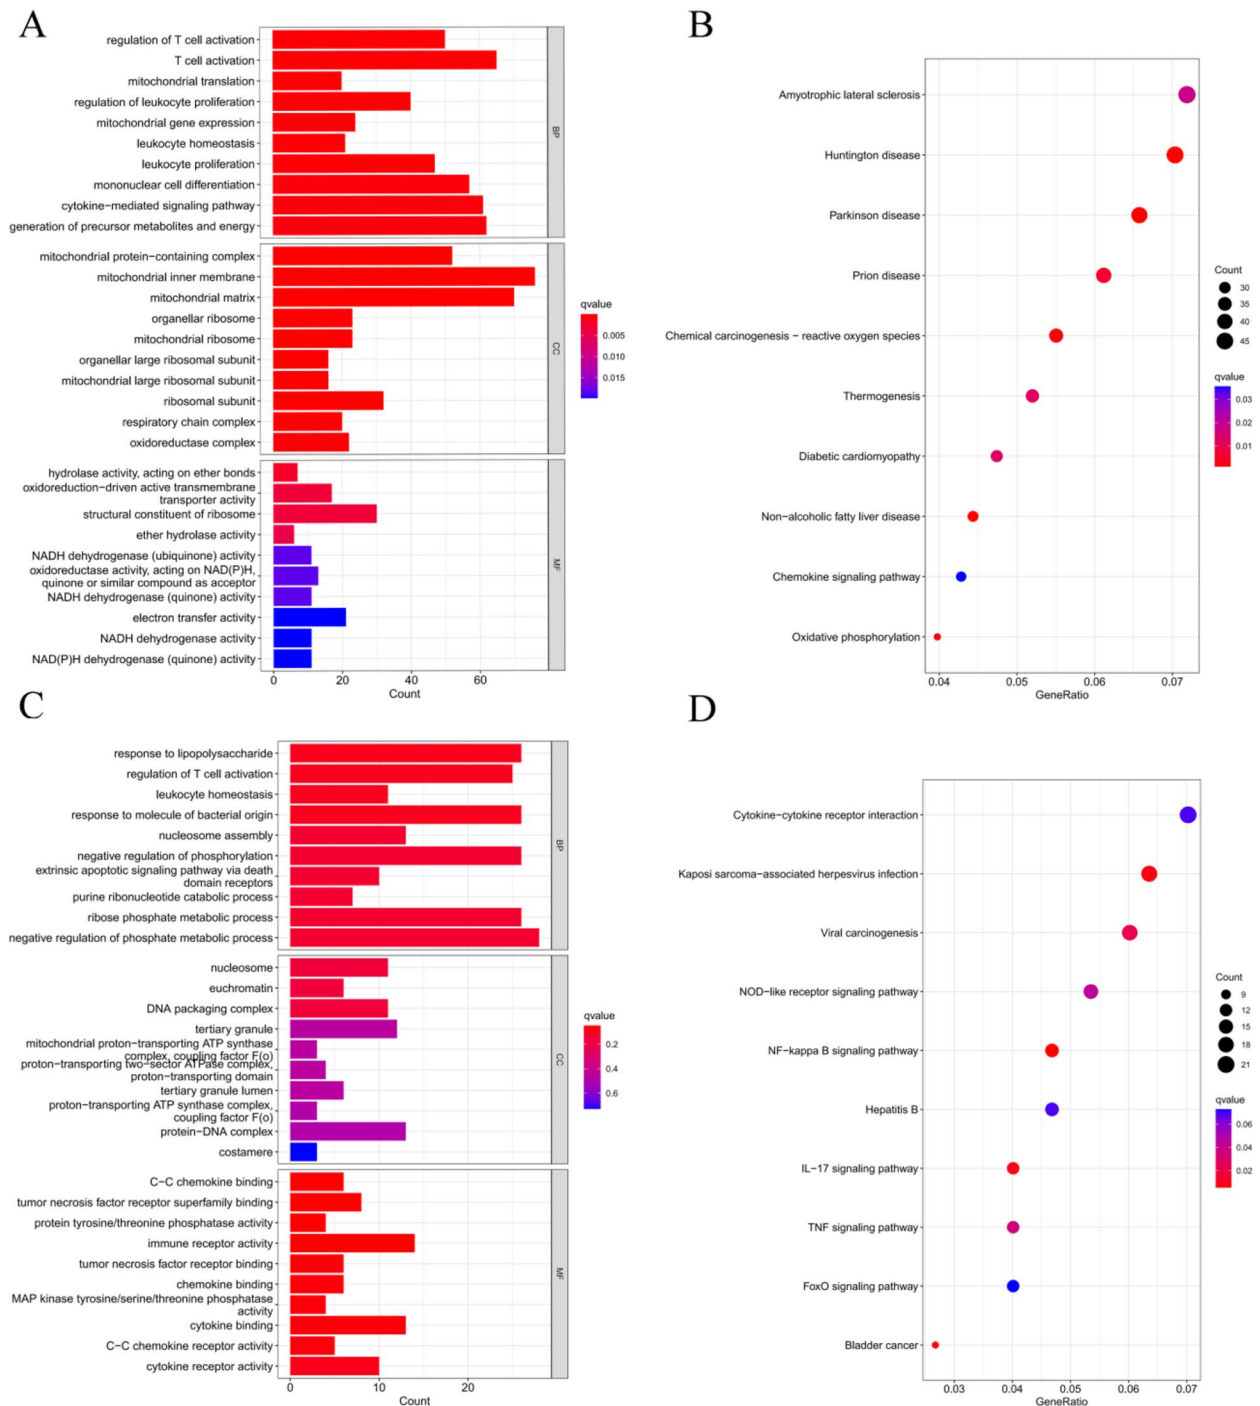 A
regulation of T cell activation
T cell activation
mitochondrial translation
regulation of leukocyte proliferation
mitochondrial gene expression
leukocyte homeostasis
leukocyte proliferation
mononuclear cell differentiation
cytokine−mediated signaling pathway
generation of precursor metabolites and energy
BP
mitochondrial protein−containing complex
mitochondrial inner membrane
mitochondrial matrix
organellar ribosome
mitochondrial ribosome
organellar large ribosomal subunit
mitochondrial large ribosomal subunit
ribosomal subunit
respiratory chain complex
oxidoreductase complex
CC
hydrolase activity, acting on ether bonds
oxidoreduction−driven active transmembrane
transporter activity
structural constituent of ribosome
ether hydrolase activity
NADH dehydrogenase (ubiquinone) activity
oxidoreductase activity, acting on NAD(P)H,
quinone or similar compound as acceptor
NADH dehydrogenase (quinone) activity
electron transfer activity
NADH dehydrogenase activity
NAD(P)H dehydrogenase (quinone) activity
MF
0 20 40 60
Count
qvalue
0.005
0.010
0.015
B
Amyotrophic lateral sclerosis
Huntington disease
Parkinson disease
Prion disease
Chemical carcinogenesis − reactive oxygen species
Thermogenesis
Diabetic cardiomyopathy
Non−alcoholic fatty liver disease
Chemokine signaling pathway
Oxidative phosphorylation
0.04 0.05 0.06 0.07
GeneRatio
Count
30
35
40
45
qvalue
0.03
0.02
0.01
C
response to lipopolysaccharide
regulation of T cell activation
leukocyte homeostasis
response to molecule of bacterial origin
nucleosome assembly
negative regulation of phosphorylation
extrinsic apoptotic signaling pathway via death
domain receptors
purine ribonucleotide catabolic process
ribose phosphate metabolic process
negative regulation of phosphate metabolic process
BP
nucleosome
euchromatin
DNA packaging complex
tertiary granule
mitochondrial proton−transporting ATP synthase
complex, coupling factor F(o)
proton−transporting two−sector ATPase complex,
proton−transporting domain
tertiary granule lumen
proton−transporting ATP synthase complex,
coupling factor F(o)
protein−DNA complex
costamere
CC
C−C chemokine binding
tumor necrosis factor receptor superfamily binding
protein tyrosine/threonine phosphatase activity
immune receptor activity
tumor necrosis factor receptor binding
chemokine binding
MAP kinase tyrosine/serine/threonine phosphatase
activity
cytokine binding
C−C chemokine receptor activity
cytokine receptor activity
MF
0 10 20
Count
qvalue
0.2
0.4
0.6
D
Cytokine−cytokine receptor interaction
Kaposi sarcoma−associated herpesvirus infection
Viral carcinogenesis
NOD−like receptor signaling pathway
NF−kappa B signaling pathway
Hepatitis B
IL−17 signaling pathway
TNF signaling pathway
FoxO signaling pathway
Bladder cancer
0.03 0.04 0.05 0.06 0.07
GeneRatio
Count
9
12
15
18
21
qvalue
0.06
0.04
0.02